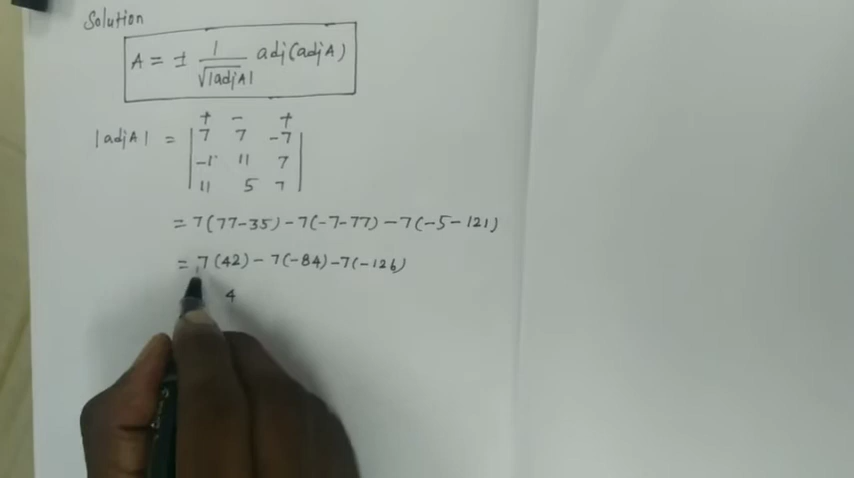 Solution
A = ± 1/√|adjA| adj(adjA)
+ - +
|adjA| = | 7 7 -7 |
| -1 11 7 |
| 11 5 7 |
= 7(77-35) - 7(-7-77) - 7(-5-121)
= 7(42) - 7(-84) - 7(-126)
4